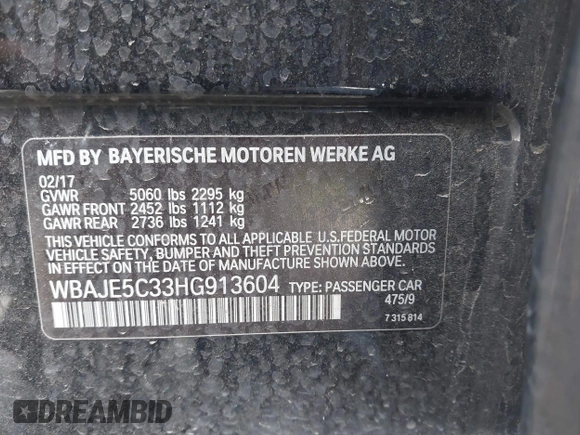 MFD BY BAYERISCHE MOTOREN WERKE AG
02/17
GVWR 5060 lbs 2295 kg
GAWR FRONT 2452 lbs 1112 kg
GAWR REAR 2736 lbs 1241 kg
THIS VEHICLE CONFORMS TO ALL APPLICABLE U.S.FEDERAL MOTOR
VEHICLE SAFETY, BUMPER AND THEFT PREVENTION STANDARDS
IN EFFECT ON THE DATE OF MANUFACTURE SHOWN ABOVE.
WBAJE5C33HG913604 TYPE: PASSENGER CAR
475/9
7 315 814
DREAMBID